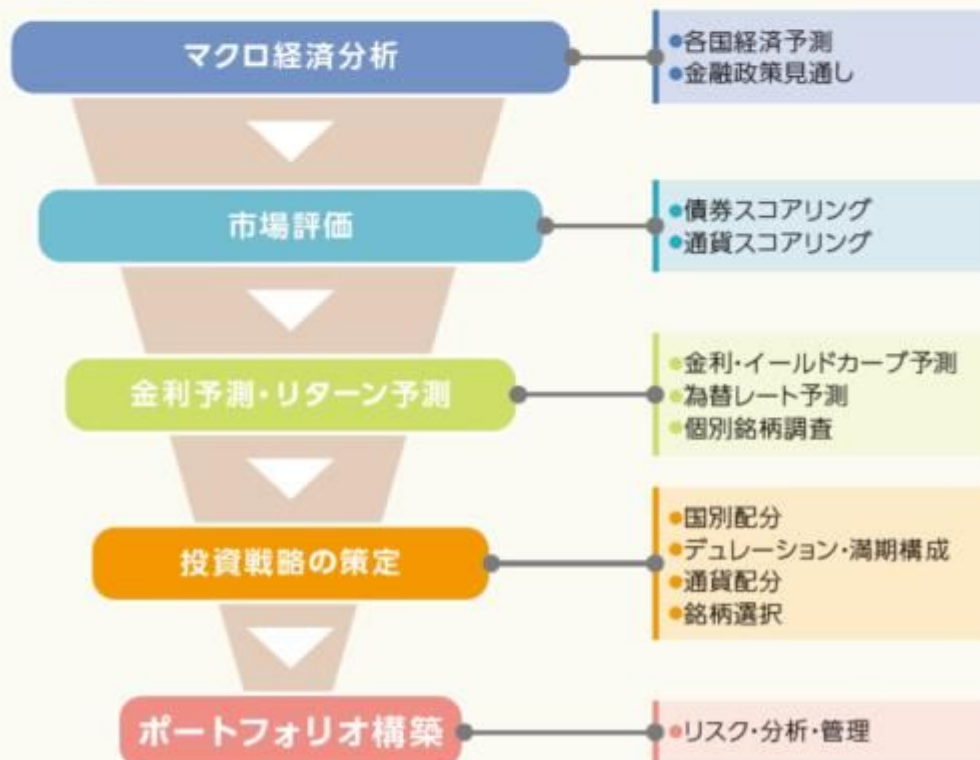 マクロ経済分析
●各国経済予測
●金融政策見通し
市場評価
●債券スコアリング
●通貨スコアリング
金利予測・リターン予測
●金利・イールドカーブ予測
●為替レート予測
●個別銘柄調査
投資戦略の策定
●国別配分
●デュレーション・満期構成
●通貨配分
●銘柄選択
ポートフォリオ構築
●リスク・分析・管理